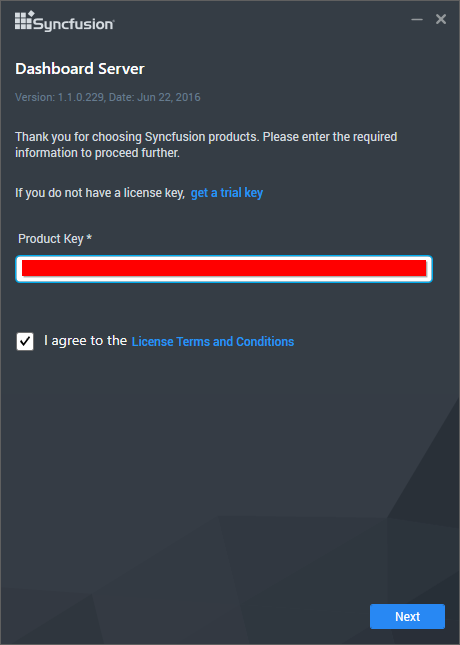 Syncfusion®
Dashboard Server
Version: 1.1.0.229, Date: Jun 22, 2016
Thank you for choosing Syncfusion products. Please enter the required
information to proceed further.
If you do not have a license key, get a trial key
Product Key *
I agree to the License Terms and Conditions
Next